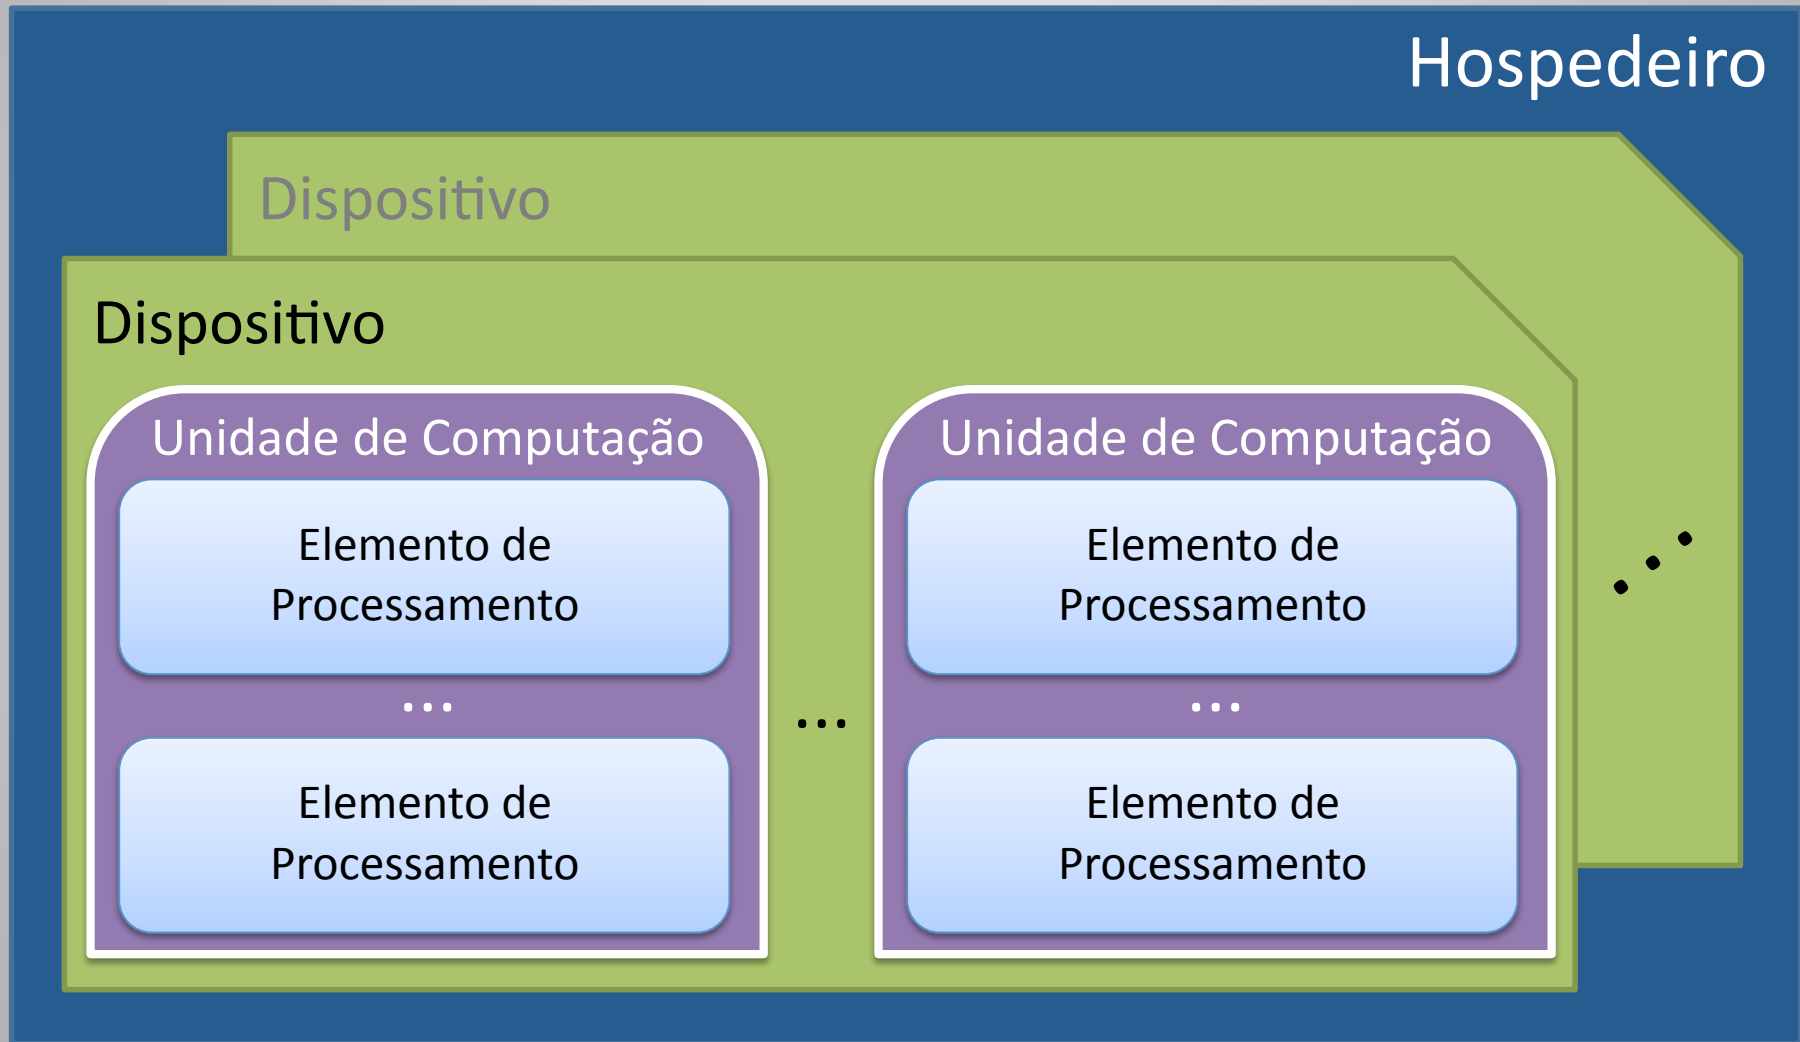 Hospedeiro
Dispositivo
Dispositivo
Unidade de Computação
Elemento de
Processamento
...
Elemento de
Processamento
...
Unidade de Computação
Elemento de
Processamento
...
Elemento de
Processamento
...